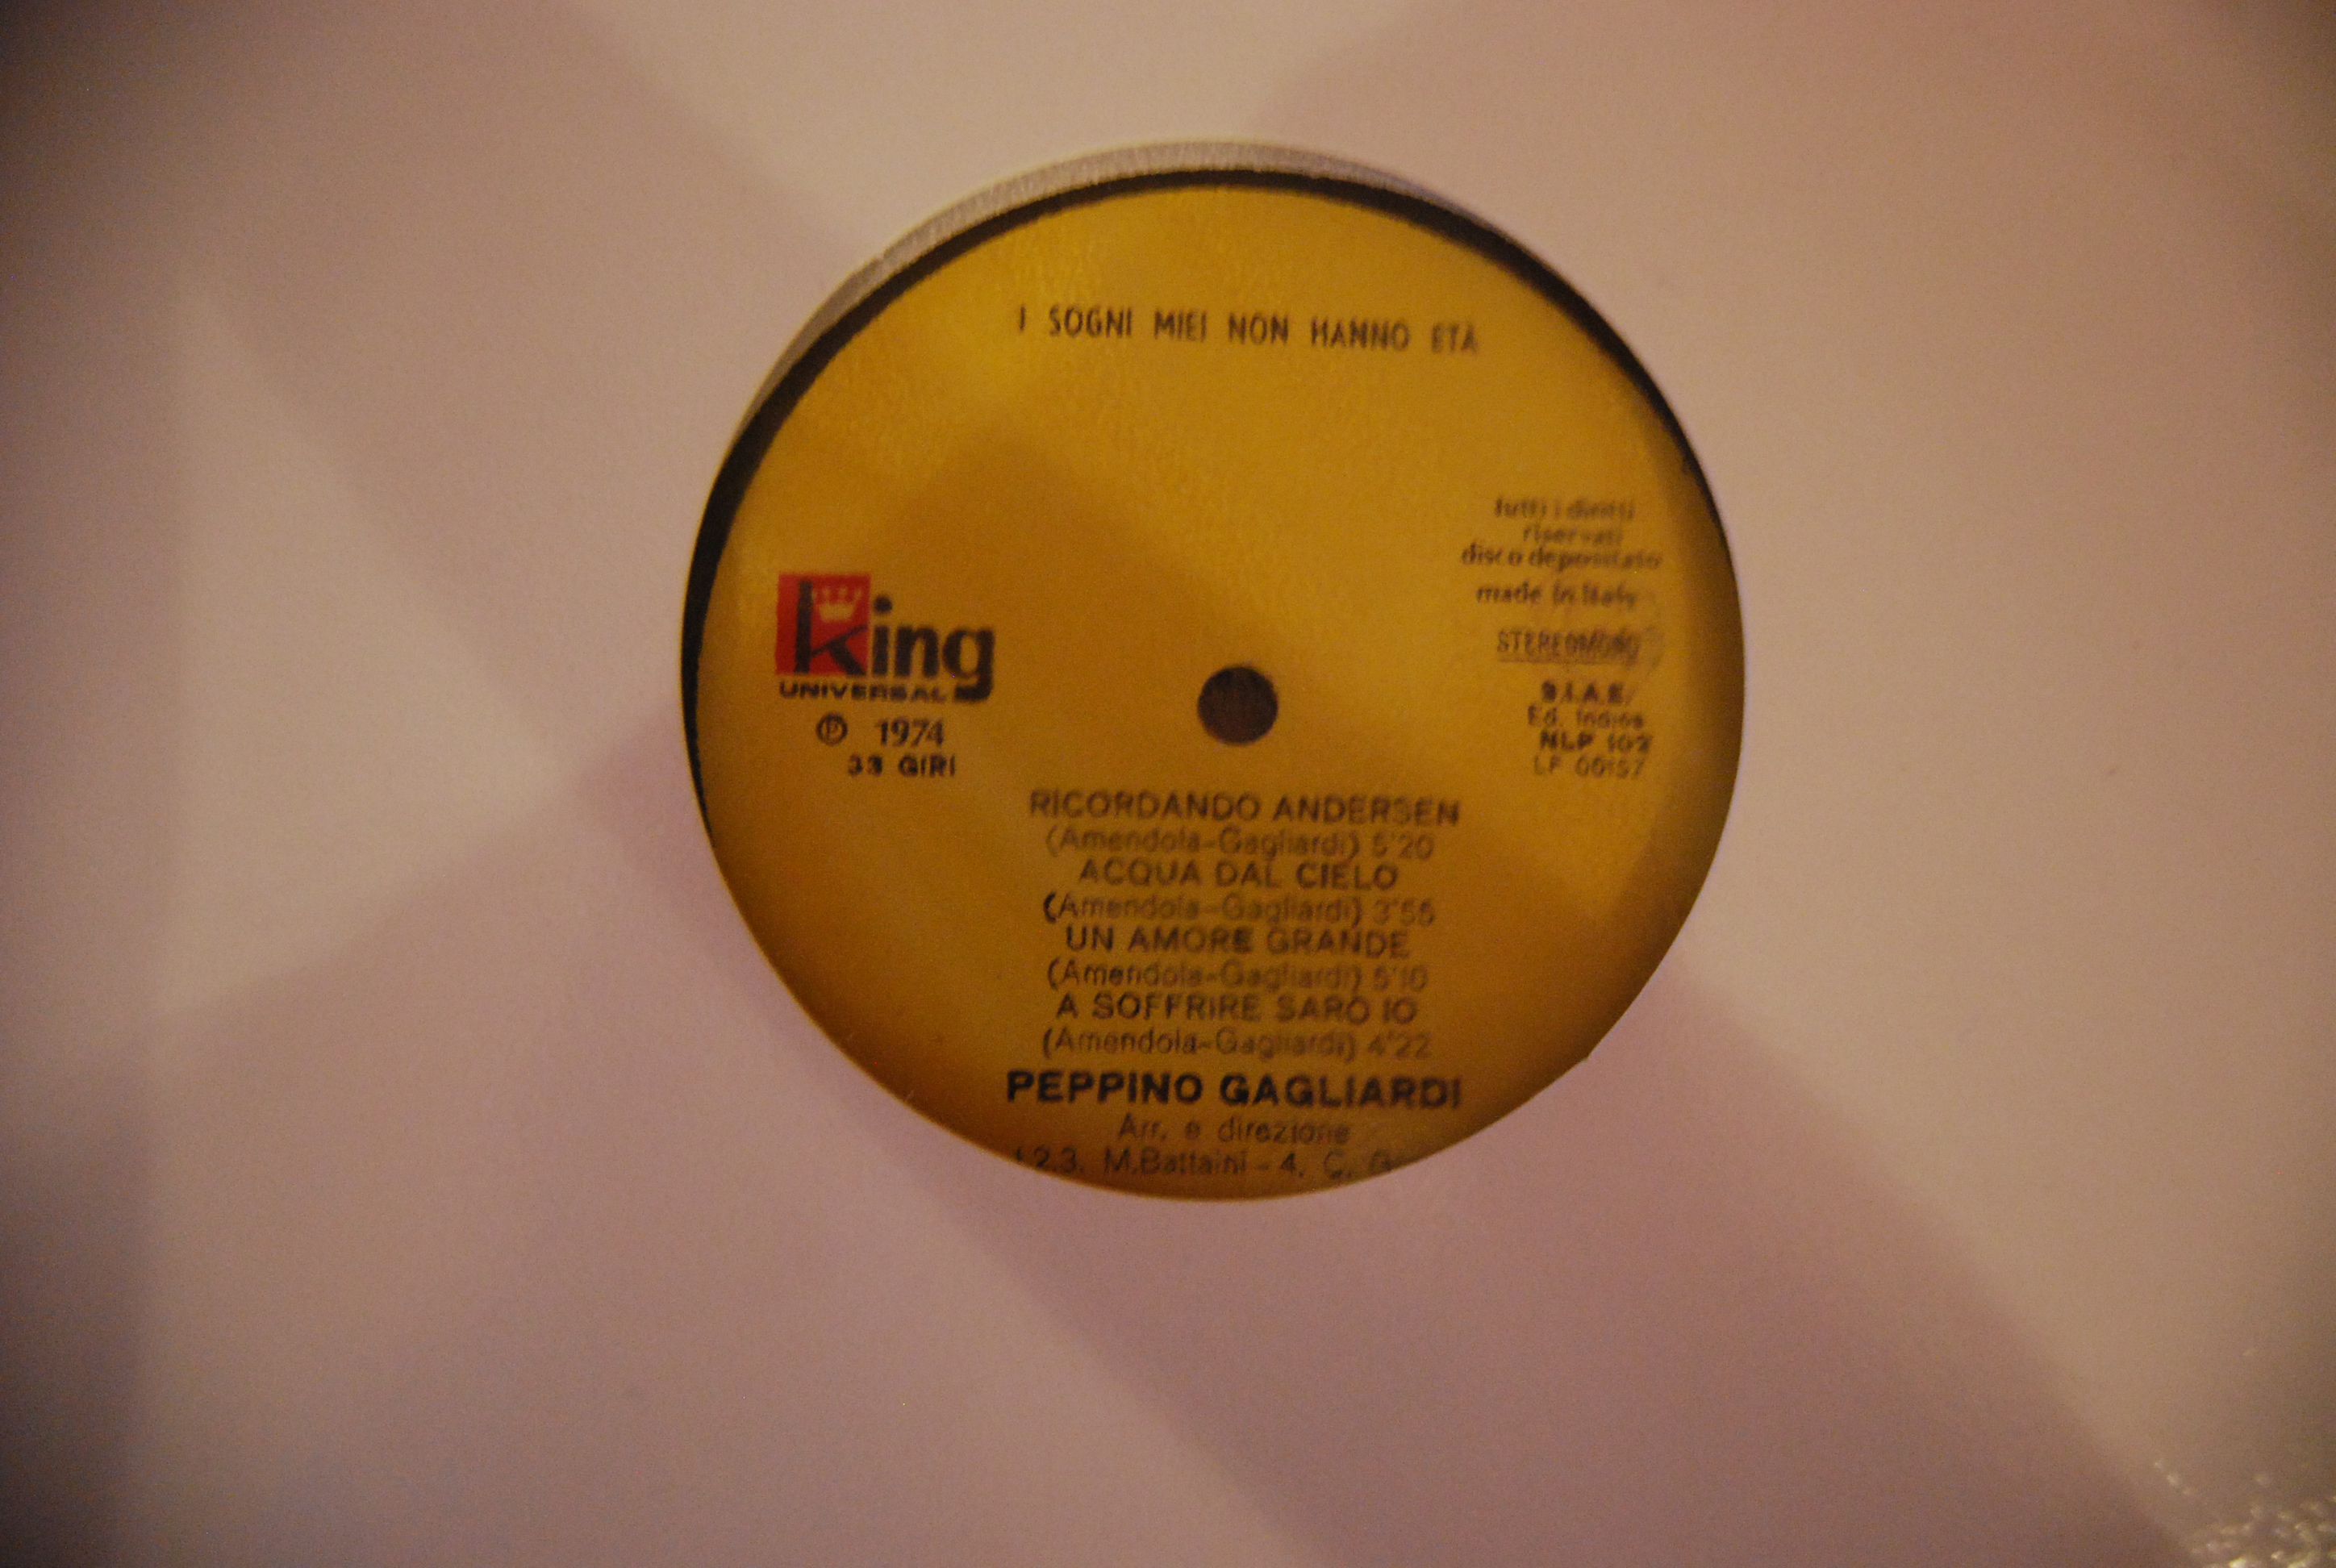 I SOGNI MIEI NON HANNO ETÀ
tutti i diritti
riservati
disco depositato
made in Italy
STEREOMONO
S.I.A.E.
Ed. Indios
NLP 102
LP 00157
king
UNIVERSAL
Ⓟ 1974
33 GIRI
RICORDANDO ANDERSEN
(Amendola-Gagliardi) 5'20
ACQUA DAL CIELO
(Amendola-Gagliardi) 3'55
UN AMORE GRANDE
(Amendola-Gagliardi) 5'10
A SOFFRIRE SARÒ IO
(Amendola-Gagliardi) 4'22
PEPPINO GAGLIARDI
Arr. e direzione
1.2.3. M.Battaini - 4. C.